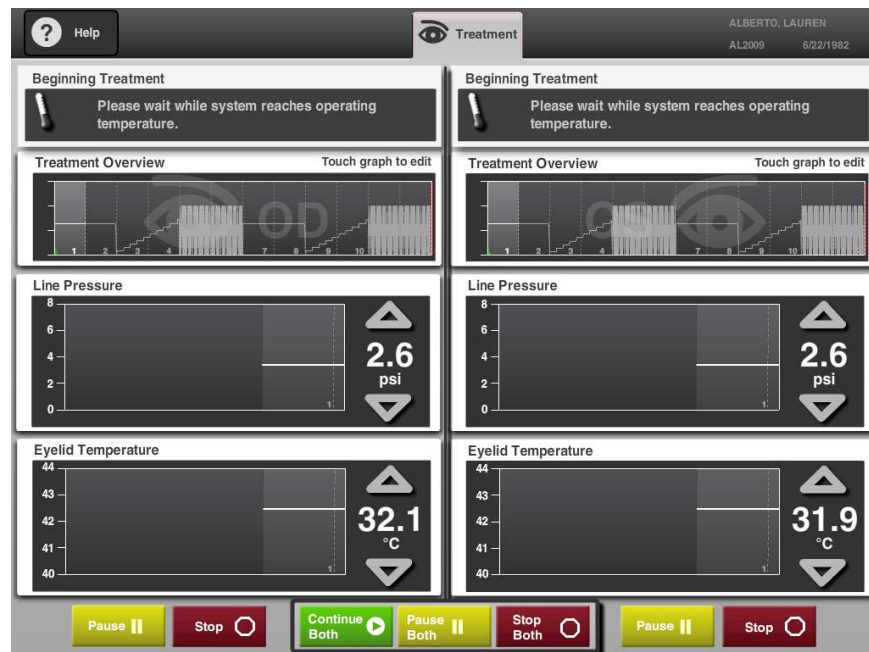 ? Help
Treatment
ALBERTO, LAUREN
AL2009 6/22/1982
Beginning Treatment
Please wait while system reaches operating
temperature.
Treatment Overview Touch graph to edit
OD
1 2 3 4 7 8 9 10
Line Pressure
8
6
4
2
0
1
2.6
psi
Eyelid Temperature
44
43
42
41
40
1
32.1
°C
Beginning Treatment
Please wait while system reaches operating
temperature.
Treatment Overview Touch graph to edit
OS
1 2 3 4 7 8 9 10
Line Pressure
8
6
4
2
0
1
2.6
psi
Eyelid Temperature
44
43
42
41
40
1
31.9
°C
Pause
Stop
Continue
Both
Pause
Both
Stop
Both
Pause
Stop